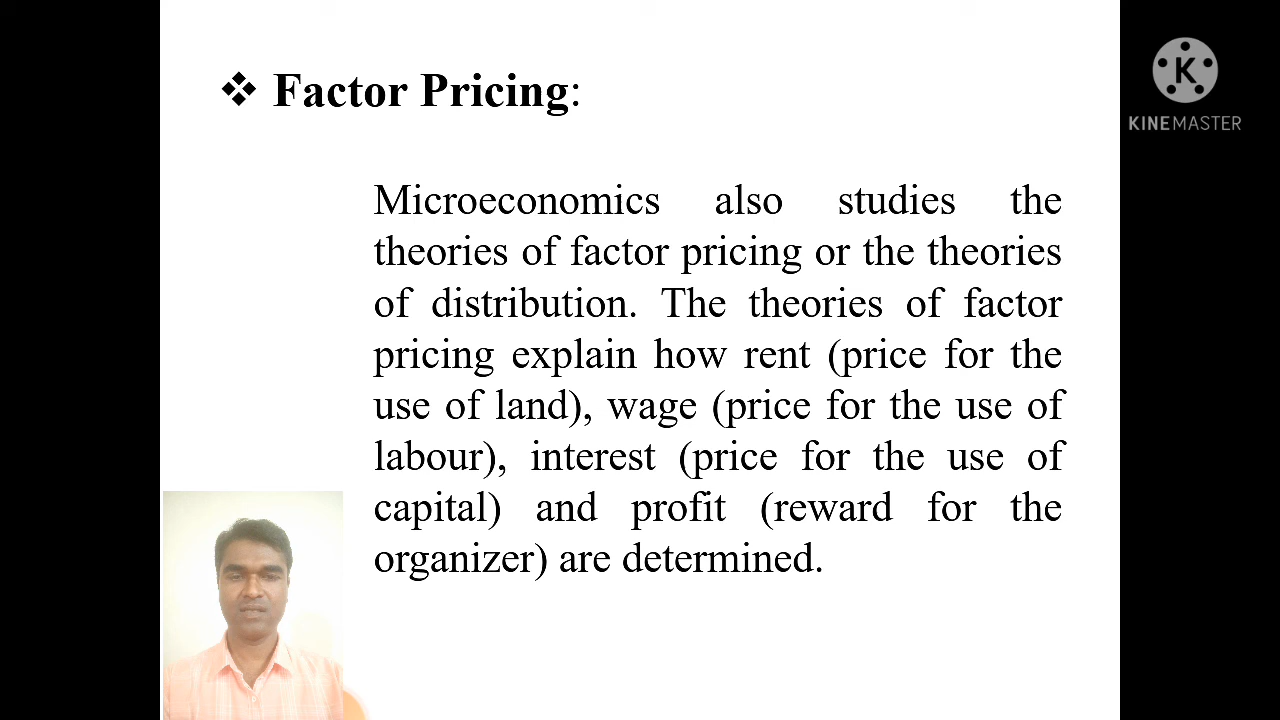 ❖ Factor Pricing:
K
KINEMASTER
Microeconomics also studies the
theories of factor pricing or the theories
of distribution. The theories of factor
pricing explain how rent (price for the
use of land), wage (price for the use of
labour), interest (price for the use of
capital) and profit (reward for the
organizer) are determined.